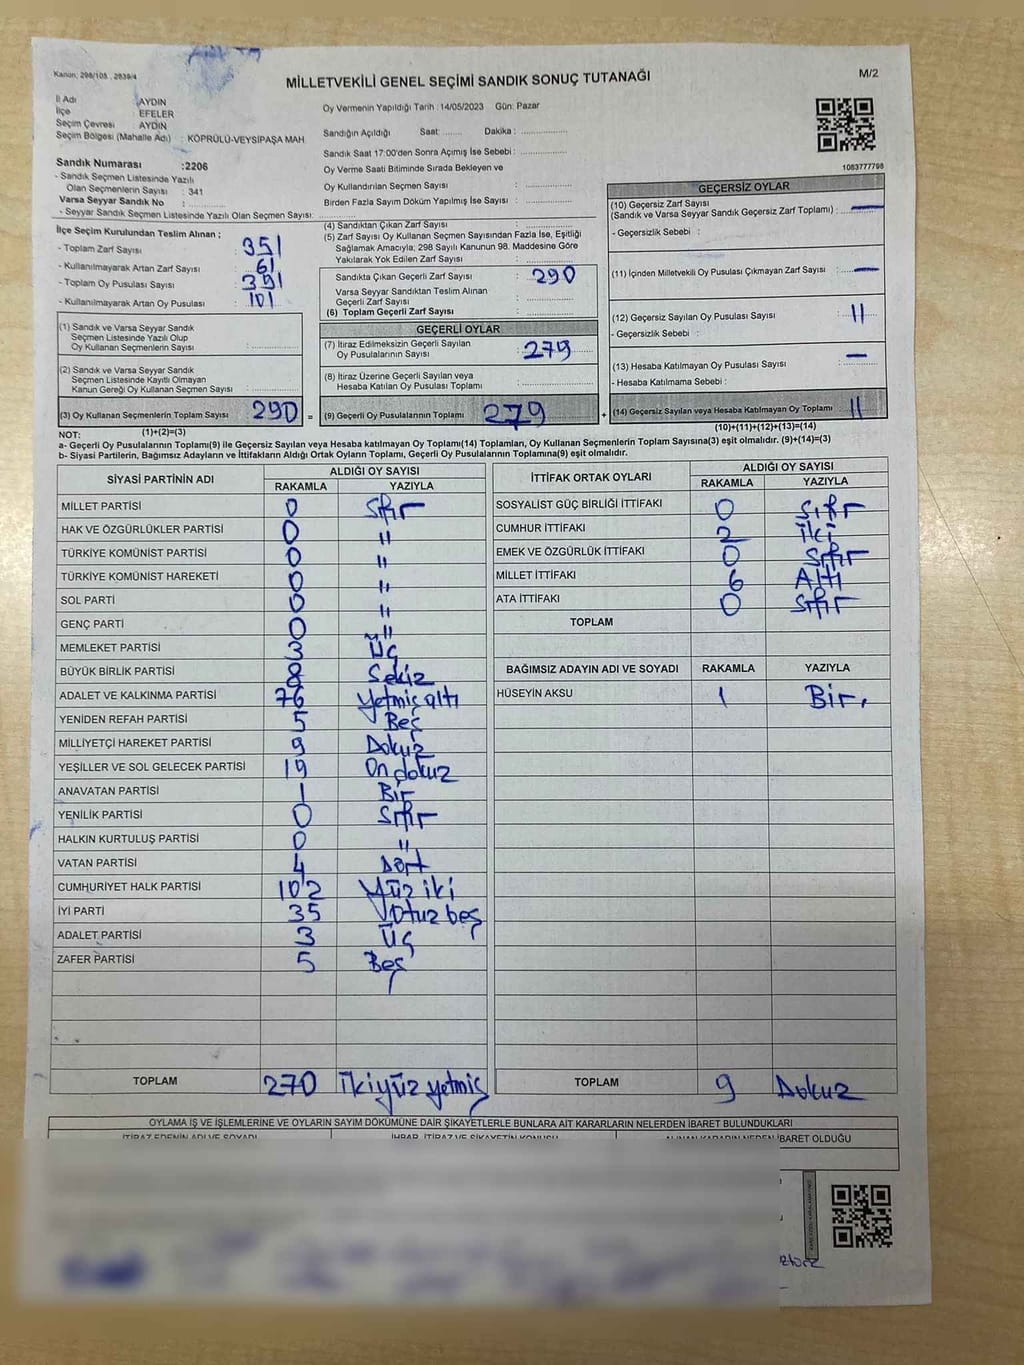 Kanun: 298/105 , 2839/4
MİLLETVEKİLİ GENEL SEÇİMİ SANDIK SONUÇ TUTANAĞI
M/2
İl Adı AYDIN
İlçe : EFELER
Seçim Çevresi : AYDIN
Seçim Bölgesi (Mahalle Adı) : KÖPRÜLÜ-VEYSİPAŞA MAH
Oy Vermenin Yapıldığı Tarih : 14/05/2023 Gün: Pazar
Sandığın Açıldığı Saat: ........ Dakika : ................
Sandık Saat 17:00'den Sonra Açımış İse Sebebi : ................
Oy Verme Saati Bitiminde Sırada Bekleyen ve
Oy Kullandırılan Seçmen Sayısı : ................
Birden Fazla Sayım Döküm Yapılmış İse Sayısı : ................
1083777798
Sandık Numarası :2206
- Sandık Seçmen Listesinde Yazılı
Olan Seçmenlerin Sayısı : 341
Varsa Seyyar Sandık No : ................
- Seyyar Sandık Seçmen Listesinde Yazılı Olan Seçmen Sayısı: ................
İlçe Seçim Kurulundan Teslim Alınan ;
- Toplam Zarf Sayısı : 351
- Kullanılmayarak Artan Zarf Sayısı : 61
- Toplam Oy Pusulası Sayısı : 391
- Kullanılmayarak Artan Oy Pusulası : 101
(1) Sandık ve Varsa Seyyar Sandık
Seçmen Listesinde Yazılı Olup
Oy Kullanan Seçmenlerin Sayısı : ................
(2) Sandık ve Varsa Seyyar Sandık
Seçmen Listesinde Kayıtlı Olmayan
Kanun Gereği Oy Kullanan Seçmen Sayısı : ................
(3) Oy Kullanan Seçmenlerin Toplam Sayısı 290 =
(1)+(2)=(3)
(4) Sandıktan Çıkan Zarf Sayısı : ................
(5) Zarf Sayısı Oy Kullanan Seçmen Sayısından Fazla İse, Eşitliği
Sağlamak Amacıyla; 298 Sayılı Kanunun 98. Maddesine Göre
Yakılarak Yok Edilen Zarf Sayısı : ................
Sandıkta Çıkan Geçerli Zarf Sayısı : 290
Varsa Seyyar Sandıktan Teslim Alınan
Geçerli Zarf Sayısı : ................
(6) Toplam Geçerli Zarf Sayısı : ................
GEÇERLİ OYLAR
(7) İtiraz Edilmeksizin Geçerli Sayılan
Oy Pusulalarının Sayısı : 279
(8) İtiraz Üzerine Geçerli Sayılan veya
Hesaba Katılan Oy Pusulası Toplamı : ................
(9) Geçerli Oy Pusulalarının Toplamı 279 +
GEÇERSİZ OYLAR
(10) Geçersiz Zarf Sayısı
(Sandık ve Varsa Seyyar Sandık Geçersiz Zarf Toplamı) : —
- Geçersizlik Sebebi :
(11) İçinden Milletvekili Oy Pusulası Çıkmayan Zarf Sayısı : —
(12) Geçersiz Sayılan Oy Pusulası Sayısı : 11
- Geçersizlik Sebebi :
(13) Hesaba Katılmayan Oy Pusulası Sayısı : —
- Hesaba Katılmama Sebebi :
(14) Geçersiz Sayılan veya Hesaba Katılmayan Oy Toplamı 11
(10)+(11)+(12)+(13)=(14)
NOT:
a- Geçerli Oy Pusulalarının Toplamı(9) ile Geçersiz Sayılan veya Hesaba katılmayan Oy Toplamı(14) Toplamları, Oy Kullanan Seçmenlerin Toplam Sayısına(3) eşit olmalıdır. (9)+(14)=(3)
b- Siyasi Partilerin, Bağımsız Adayların ve İttifakların Aldığı Ortak Oyların Toplamı, Geçerli Oy Pusulalarının Toplamına(9) eşit olmalıdır.
SİYASİ PARTİNİN ADI ALDIĞI OY SAYISI
RAKAMLA YAZIYLA
MİLLET PARTİSİ 0 Sıfır
HAK VE ÖZGÜRLÜKLER PARTİSİ 0 "
TÜRKİYE KOMÜNİST PARTİSİ 0 "
TÜRKİYE KOMÜNİST HAREKETİ 0 "
SOL PARTİ 0 "
GENÇ PARTİ 0 "
MEMLEKET PARTİSİ 3 Üç
BÜYÜK BİRLİK PARTİSİ 8 Sekiz
ADALET VE KALKINMA PARTİSİ 76 Yetmiş altı
YENİDEN REFAH PARTİSİ 5 Beş
MİLLİYETÇİ HAREKET PARTİSİ 9 Dokuz
YEŞİLLER VE SOL GELECEK PARTİSİ 19 On dokuz
ANAVATAN PARTİSİ 1 Bir
YENİLİK PARTİSİ 0 Sıfır
HALKIN KURTULUŞ PARTİSİ 0 "
VATAN PARTİSİ 4 Dört
CUMHURİYET HALK PARTİSİ 102 Yüz iki
İYİ PARTİ 35 Otuz beş
ADALET PARTİSİ 3 Üç
ZAFER PARTİSİ 5 Beş
TOPLAM 270 İkiyüz yetmiş
İTTİFAK ORTAK OYLARI ALDIĞI OY SAYISI
RAKAMLA YAZIYLA
SOSYALİST GÜÇ BİRLİĞİ İTTİFAKI 0 Sıfır
CUMHUR İTTİFAKI 2 İki
EMEK VE ÖZGÜRLÜK İTTİFAKI 0 Sıfır
MİLLET İTTİFAKI 6 Altı
ATA İTTİFAKI 0 Sıfır
TOPLAM
BAĞIMSIZ ADAYIN ADI VE SOYADI RAKAMLA YAZIYLA
HÜSEYİN AKSU 1 Bir.
TOPLAM 9 Dokuz
OYLAMA İŞ VE İŞLEMLERİNE VE OYLARIN SAYIM DÖKÜMÜNE DAİR ŞİKAYETLERLE BUNLARA AİT KARARLARIN NELERDEN İBARET BULUNDUKLARI
İTİRAZ EDENİN ADI VE SOYADI İHBAR, İTİRAZ VE ŞİKAYETİN KONUSU ALINAN KARARIN NEDEN İBARET OLDUĞU